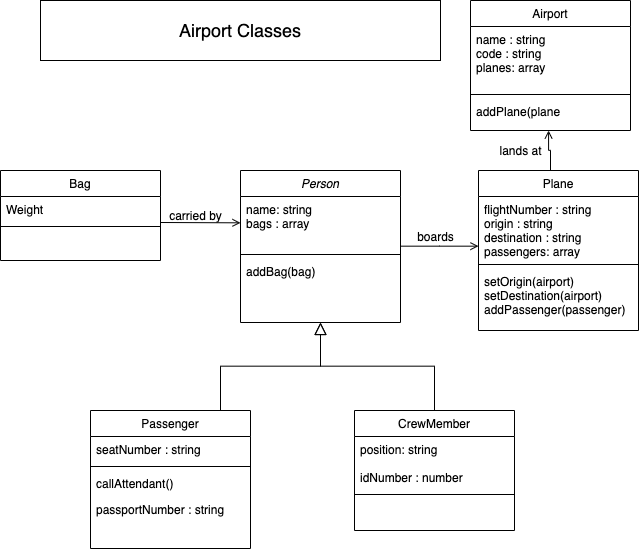 Airport Classes
Airport
name : string
code : string
planes: array
addPlane(plane
lands at
Bag
Weight
carried by
Person
name: string
bags : array
addBag(bag)
boards
Plane
flightNumber : string
origin : string
destination : string
passengers: array
setOrigin(airport)
setDestination(airport)
addPassenger(passenger)
Passenger
seatNumber : string
callAttendant()
passportNumber : string
CrewMember
position: string
idNumber : number